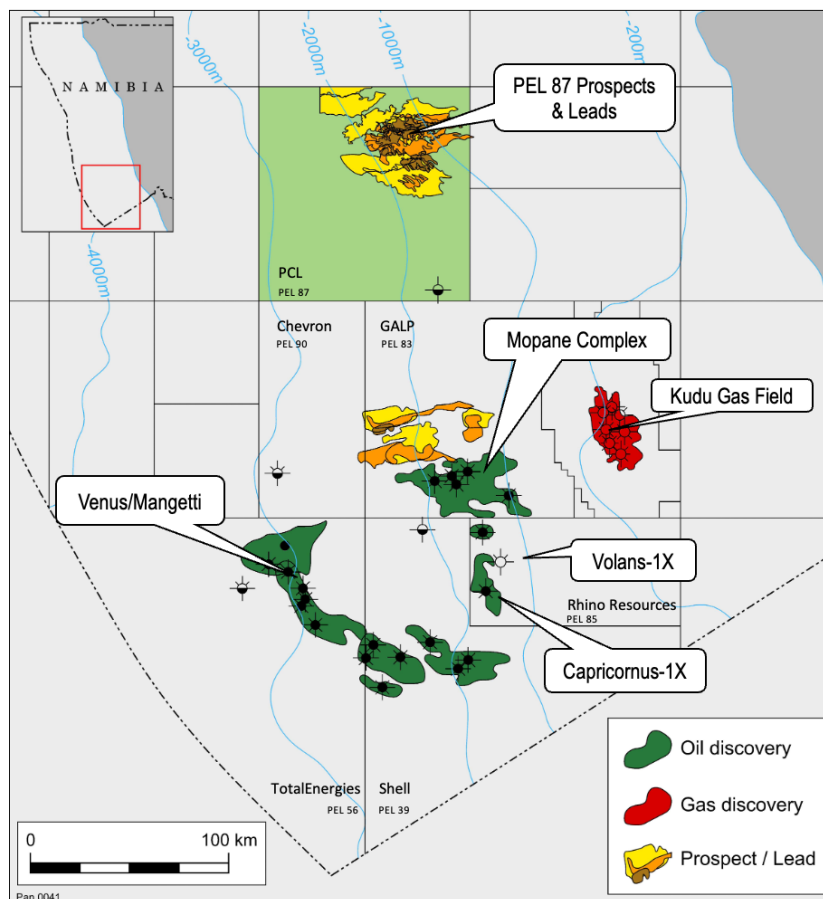 NAMIBIA
-3000m
-2000m
-1000m
-200m
PEL 87 Prospects
& Leads
-4000m
PCL
PEL 87
Chevron
PEL 90
GALP
PEL 83
Mopane Complex
Kudu Gas Field
Venus/Mangetti
Volans-1X
Rhino Resources
PEL 85
Capricornus-1X
TotalEnergies
PEL 56
Shell
PEL 39
Oil discovery
Gas discovery
Prospect / Lead
0 100 km
Pan 0041